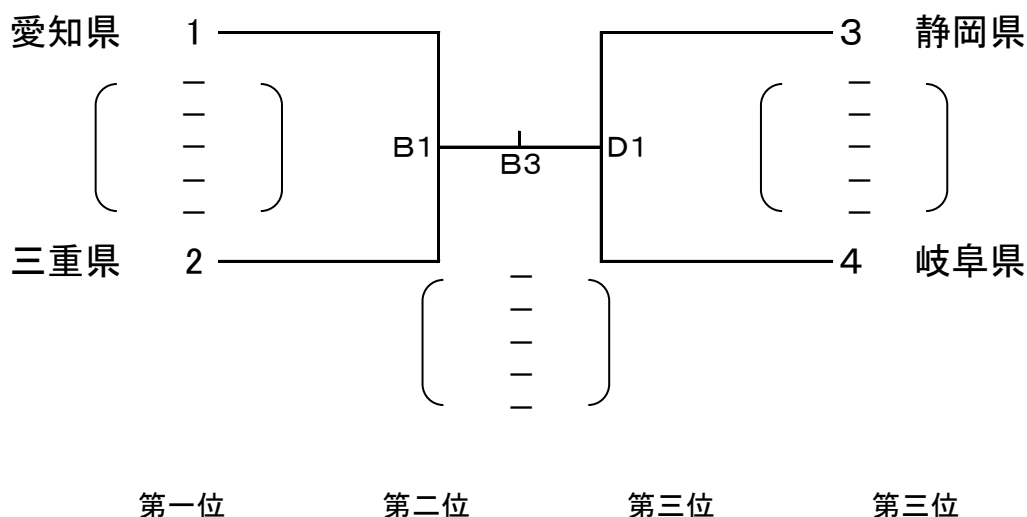 愛知県 1
3 静岡県
B1
B3
D1
三重県 2
4 岐阜県
第一位 第二位 第三位 第三位